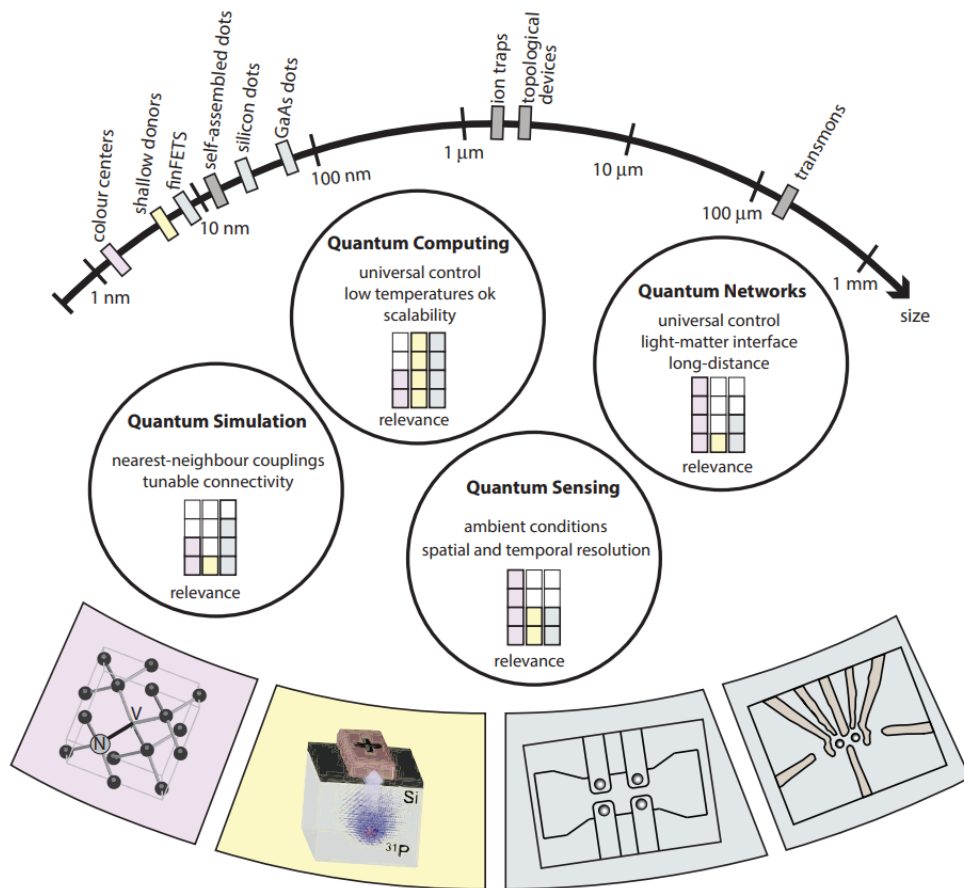 colour centers
shallow donors
finFETS
self-assembled dots
silicon dots
GaAs dots
ion traps
topological
devices
transmons
1 nm
10 nm
100 nm
1 μm
10 μm
100 μm
1 mm
size
Quantum Computing
universal control
low temperatures ok
scalability
relevance
Quantum Networks
universal control
light-matter interface
long-distance
relevance
Quantum Simulation
nearest-neighbour couplings
tunable connectivity
relevance
Quantum Sensing
ambient conditions
spatial and temporal resolution
relevance
V
N
+
Si
³¹P